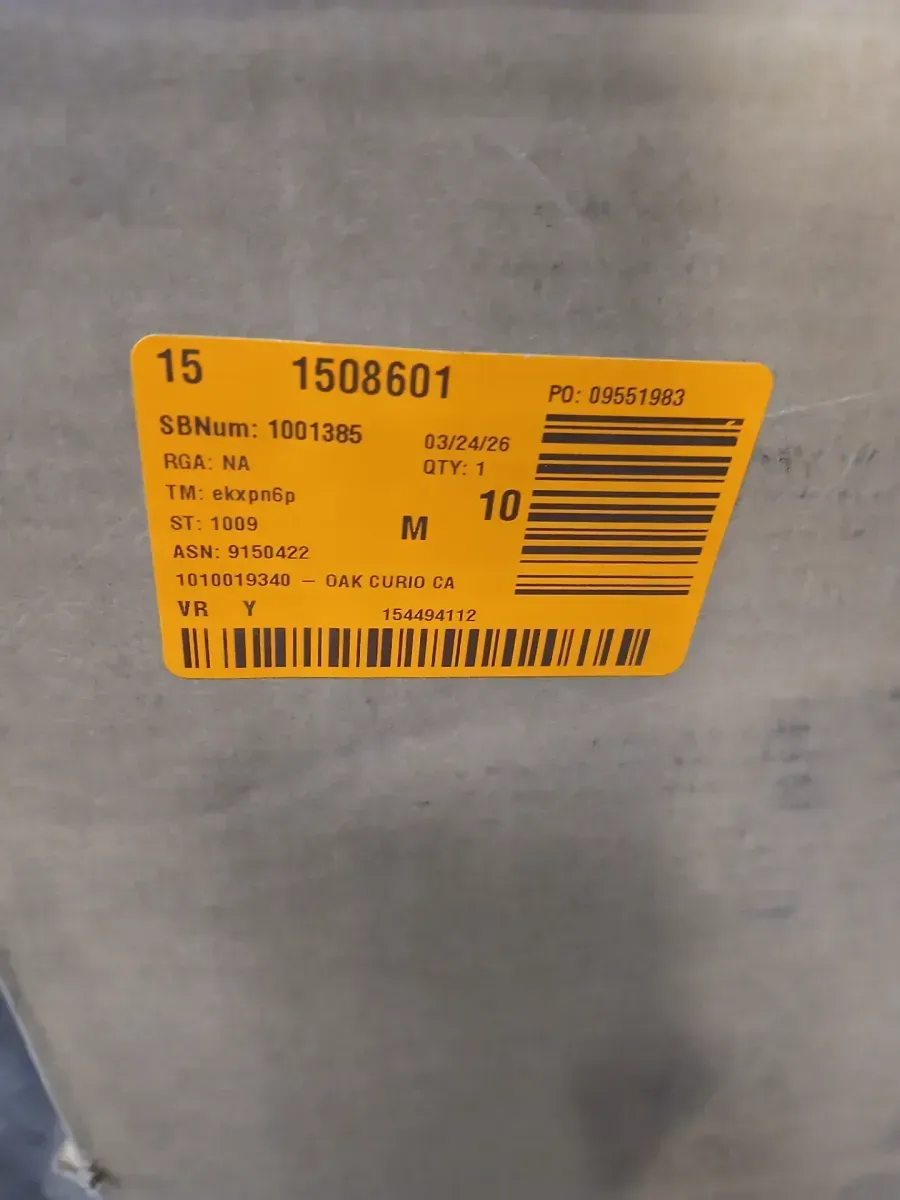 15 1508601
PO: 09551983
SBNum: 1001385 03/24/26
RGA: NA QTY: 1
TM: ekxpn6p 10
ST: 1009 M
ASN: 9150422
1010019340 – OAK CURIO CA
VR Y 154494112